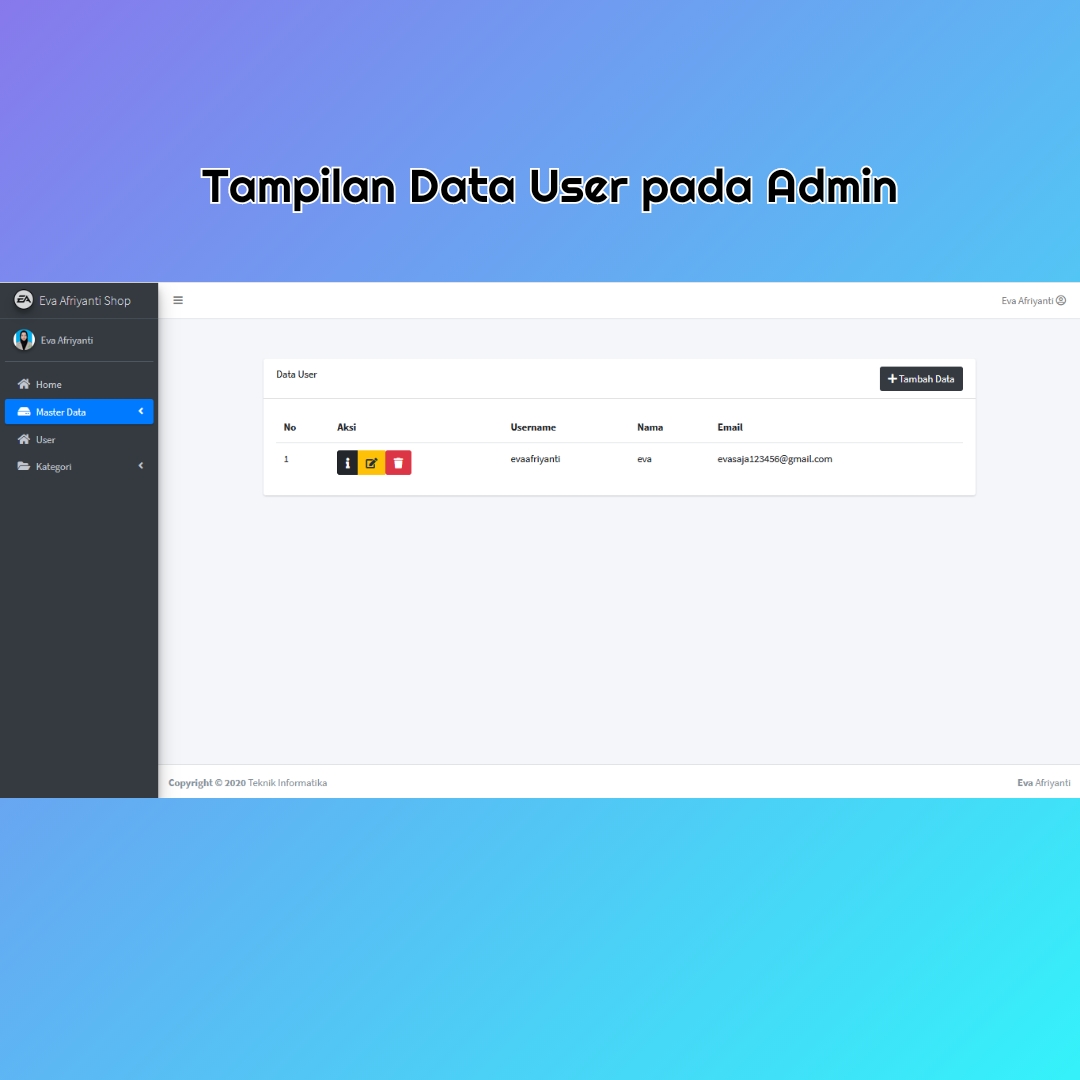 Tampilan Data User pada Admin
EA Eva Afriyanti Shop
Eva Afriyanti
Eva Afriyanti
Home
Master Data
User
Kategori
Data User
Tambah Data
No Aksi Username Nama Email
1 evaafriyanti eva evasaja123456@gmail.com
Copyright © 2020 Teknik Informatika
Eva Afriyanti